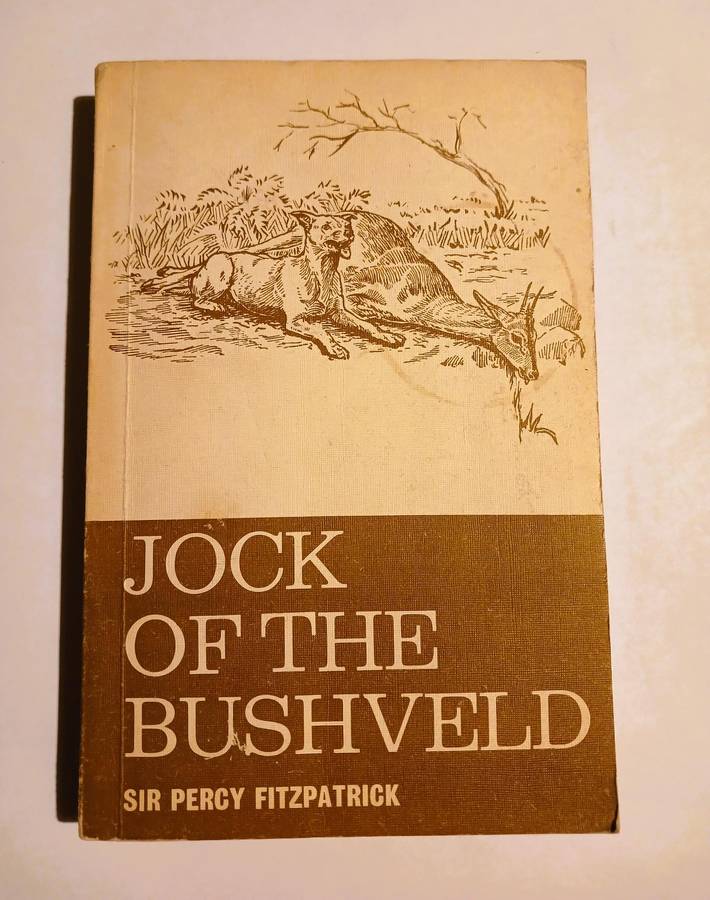 JOCK
OF THE
BUSHVELD
SIR PERCY FITZPATRICK